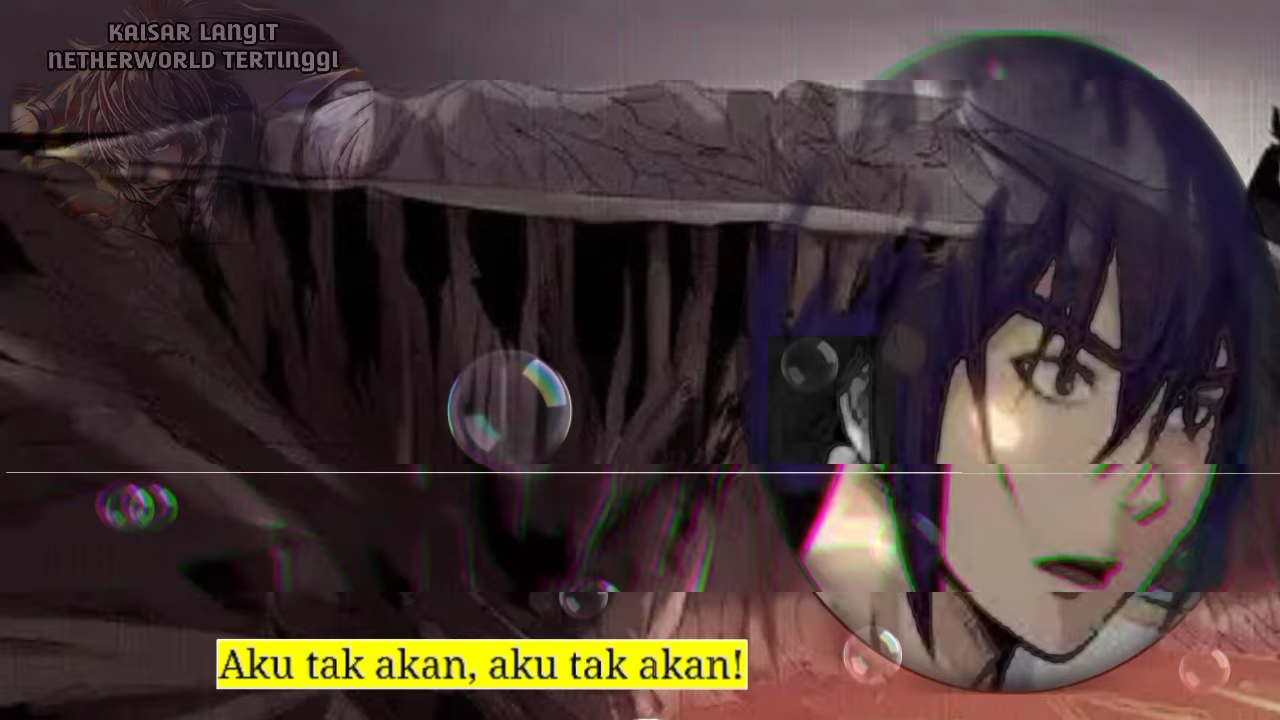 KAISAR LANGIT
NETHERWORLD TERTINGGI
Aku tak akan, aku tak akan!